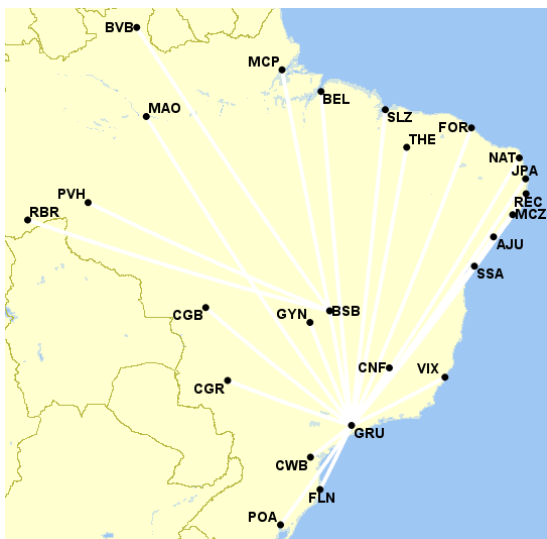 BVB
MCP
BEL
MAO
SLZ
FOR
THE
NAT
JPA
PVH
REC
RBR
MCZ
AJU
SSA
CGB
GYN
BSB
CNF
VIX
CGR
GRU
CWB
FLN
POA